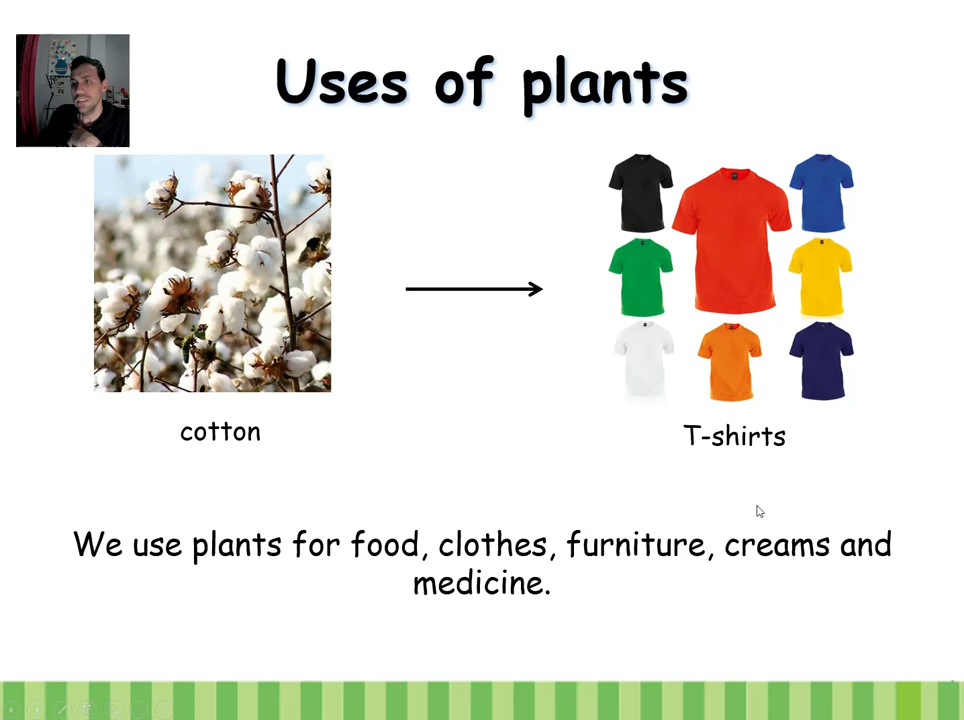 Uses of plants
cotton
T-shirts
We use plants for food, clothes, furniture, creams and
medicine.